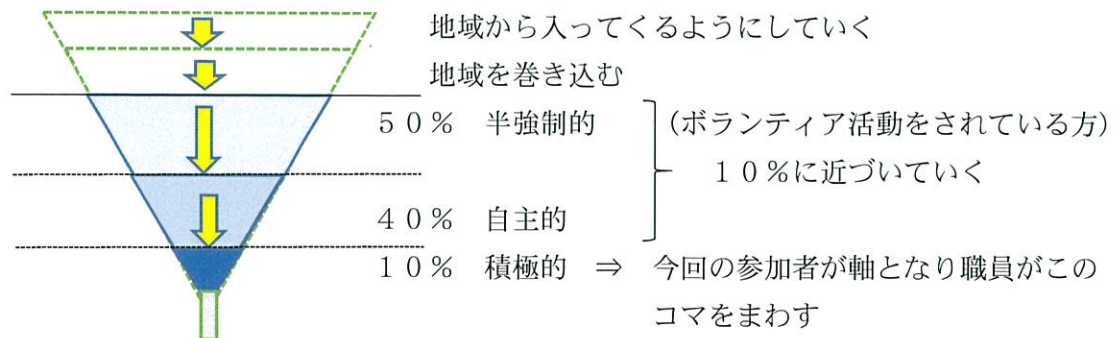 地域から入ってくるようにしていく
地域を巻き込む
50% 半強制的 (ボランティア活動をされている方)
10%に近づいていく
40% 自主的
10% 積極的 ⇒ 今回の参加者が軸となり職員がこの
コマをまわす